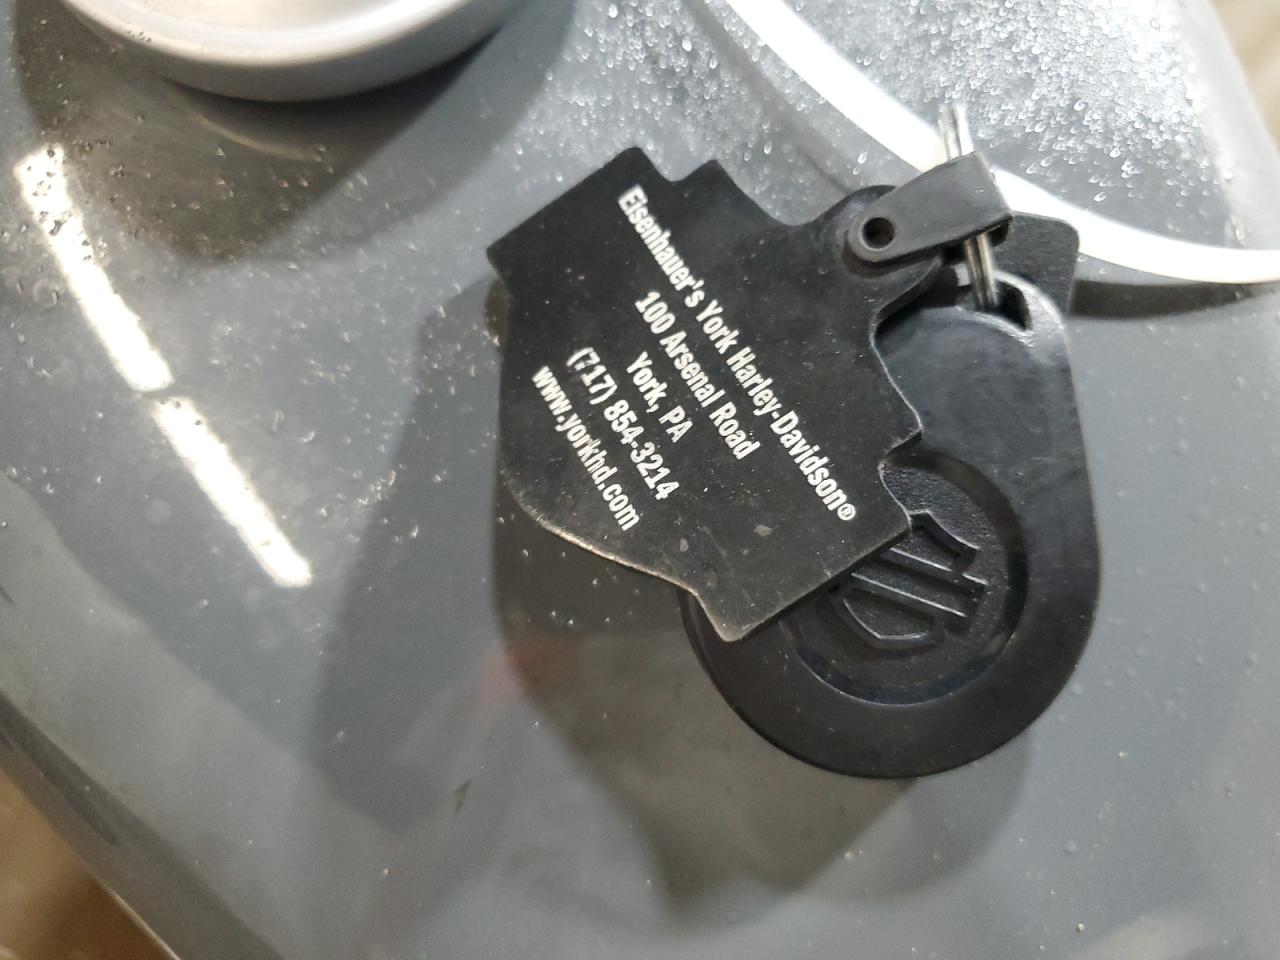 Eisenhauer's York Harley-Davidson®
100 Arsenal Road
York, PA
(717) 854-3214
www.yorkhd.com